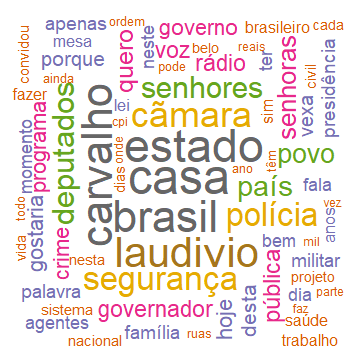 ordem
convidou
apenas
governo
brasileiro
cada
mesa
belo
reais
neste
porque
quero
voz
rádio
ter
pode
ainda
fazer
senhores
senhoras
sim
civil
vexa
presidência
lei
cpi
câmara
programa
deputados
carvalho
dias
onde
estado
povo
momento
todo
vida
gostaria
casa
ano
têm
país
fala
brasil
polícia
anos
vez
crime
nesta
laudivio
bem
mil
militar
segurança
pública
projeto
palavra
dia
parte
sistema
governador
hoje
desta
faz
saúde
agentes
família
ruas
nacional
trabalho